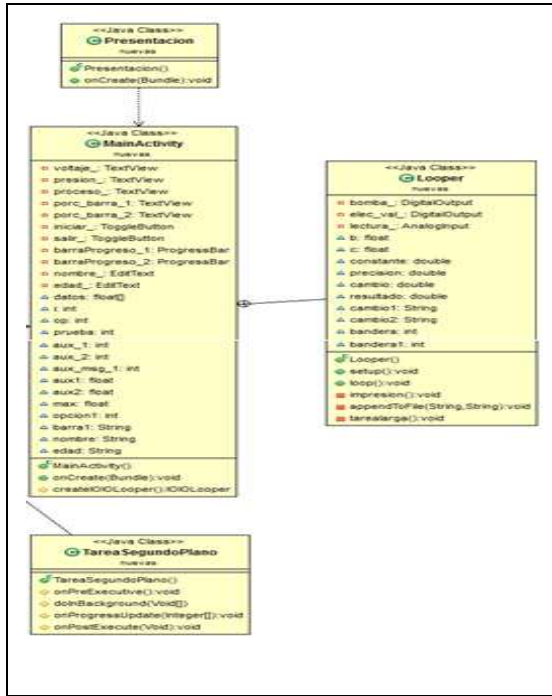 <<Java Class>>
Presentacion
nuevas
Presentacion()
onCreate(Bundle):void
<<Java Class>>
MainActivity
nuevas
voltaje_: TextView
presion_: TextView
proceso_: TextView
porc_barra_1: TextView
porc_barra_2: TextView
iniciar_: ToggleButton
salir_: ToggleButton
barraProgreso_1: ProgressBar
barraProgreso_2: ProgressBar
nombre_: EditText
edad_: EditText
datos: float[]
op: int
prueba: int
aux_1: int
aux_2: int
aux_msg_1: int
aux1: float
aux2: float
max: float
opcion1: int
barra1: String
nombre: String
edad: String
MainActivity()
onCreate(Bundle):void
createIOIOLooper():IOIOLooper
<<Java Class>>
Looper
nuevas
bomba_: DigitalOutput
elec_val_: DigitalOutput
lectura_: AnalogInput
b: float
c: float
constante: double
precision: double
cambio: double
resultado: double
cambio1: String
cambio2: String
bandera: int
bandera1: int
Looper()
setup():void
loop():void
impresion():void
appendToFile(String,String):void
tarealarga():void
<<Java Class>>
TareaSegundoPlano
nuevas
TareaSegundoPlano()
onPreExecutive():void
doInBackground(Void[])
onProgressUpdate(Integer[]):void
onPostExecute(Void):void